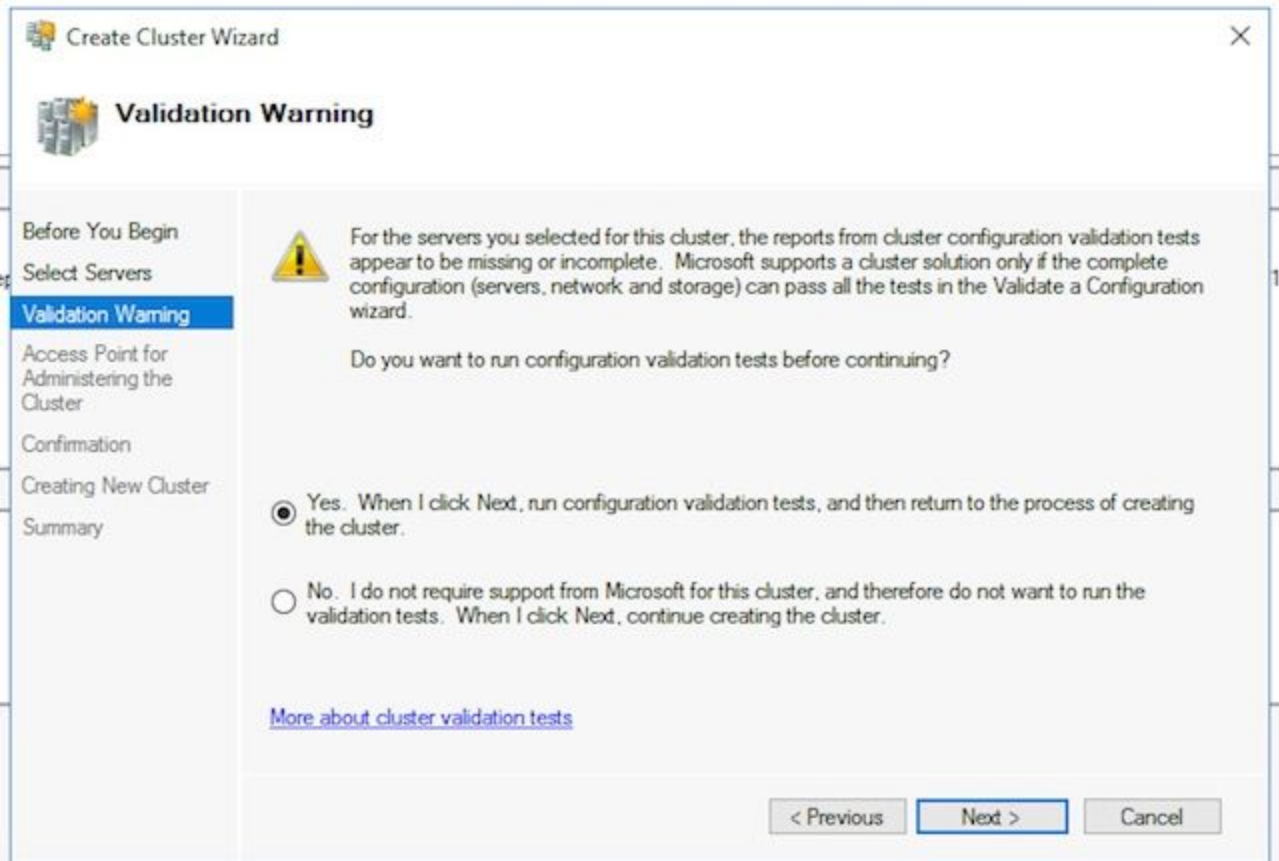 Create Cluster Wizard
Validation Warning
Before You Begin
Select Servers
Validation Warning
Access Point for
Administering the
Cluster
Confirmation
Creating New Cluster
Summary
For the servers you selected for this cluster, the reports from cluster configuration validation tests
appear to be missing or incomplete. Microsoft supports a cluster solution only if the complete
configuration (servers, network and storage) can pass all the tests in the Validate a Configuration
wizard.
Do you want to run configuration validation tests before continuing?
Yes. When I click Next, run configuration validation tests, and then return to the process of creating
the cluster.
No. I do not require support from Microsoft for this cluster, and therefore do not want to run the
validation tests. When I click Next, continue creating the cluster.
More about cluster validation tests
< Previous
Next >
Cancel